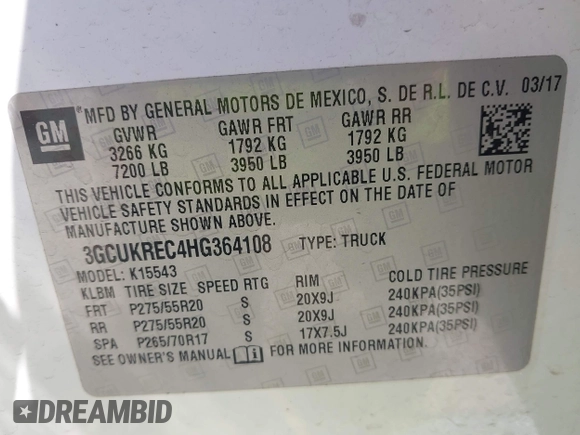 GM
® MFD BY GENERAL MOTORS DE MEXICO, S. DE R.L. DE C.V. 03/17
GVWR GAWR FRT GAWR RR
3266 KG 1792 KG 1792 KG
7200 LB 3950 LB 3950 LB
THIS VEHICLE CONFORMS TO ALL APPLICABLE U.S. FEDERAL MOTOR
VEHICLE SAFETY STANDARDS IN EFFECT ON THE DATE OF
MANUFACTURE SHOWN ABOVE.
3GCUKREC4HG364108 TYPE: TRUCK
MODEL: K15543
KLBM TIRE SIZE SPEED RTG RIM COLD TIRE PRESSURE
FRT P275/55R20 S 20X9J 240KPA(35PSI)
RR P275/55R20 S 20X9J 240KPA(35PSI)
SPA P265/70R17 S 17X7.5J 240KPA(35PSI)
SEE OWNER'S MANUAL FOR MORE INFORMATION.
DREAMBID